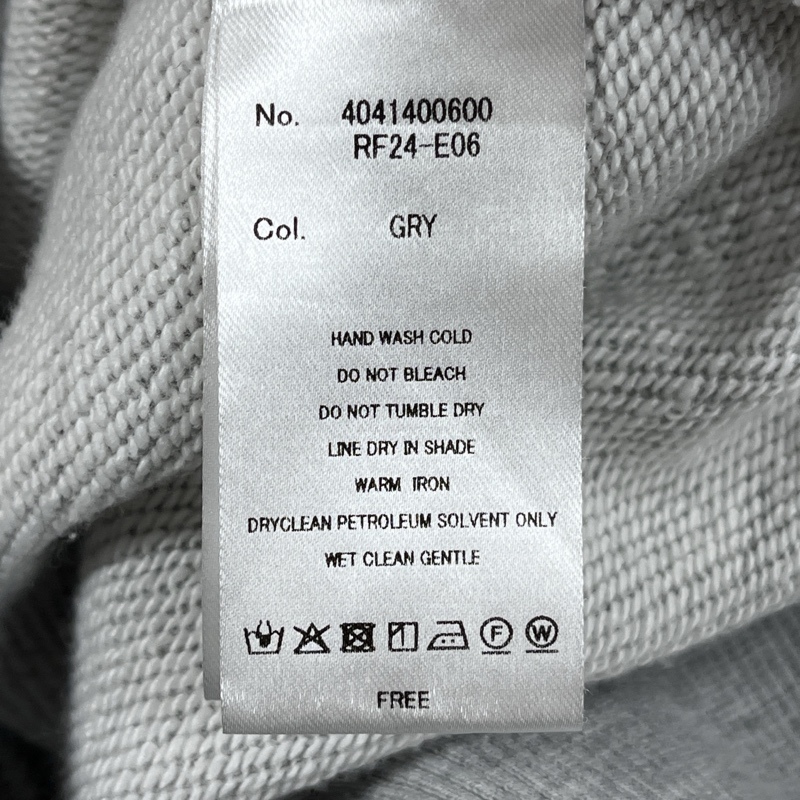 No. 4041400600
RF24-E06
Col. GRY
HAND WASH COLD
DO NOT BLEACH
DO NOT TUMBLE DRY
LINE DRY IN SHADE
WARM IRON
DRYCLEAN PETROLEUM SOLVENT ONLY
WET CLEAN GENTLE
F W
FREE